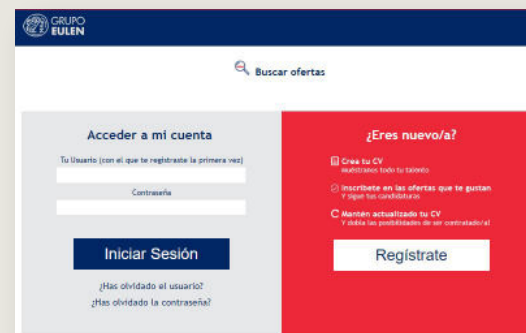 GRUPO
EULEN
Buscar ofertas
Acceder a mi cuenta
Tu Usuario (con el que te registraste la primera vez)
Contraseña
Iniciar Sesión
¿Has olvidado el usuario?
¿Has olvidado la contraseña?
¿Eres nuevo/a?
Crea tu CV
Muéstranos todo tu talento
Inscríbete en las ofertas que te gustan
Y sigue tus candidaturas
Mantén actualizado tu CV
Y dobla las posibilidades de ser contratado/a!
Regístrate